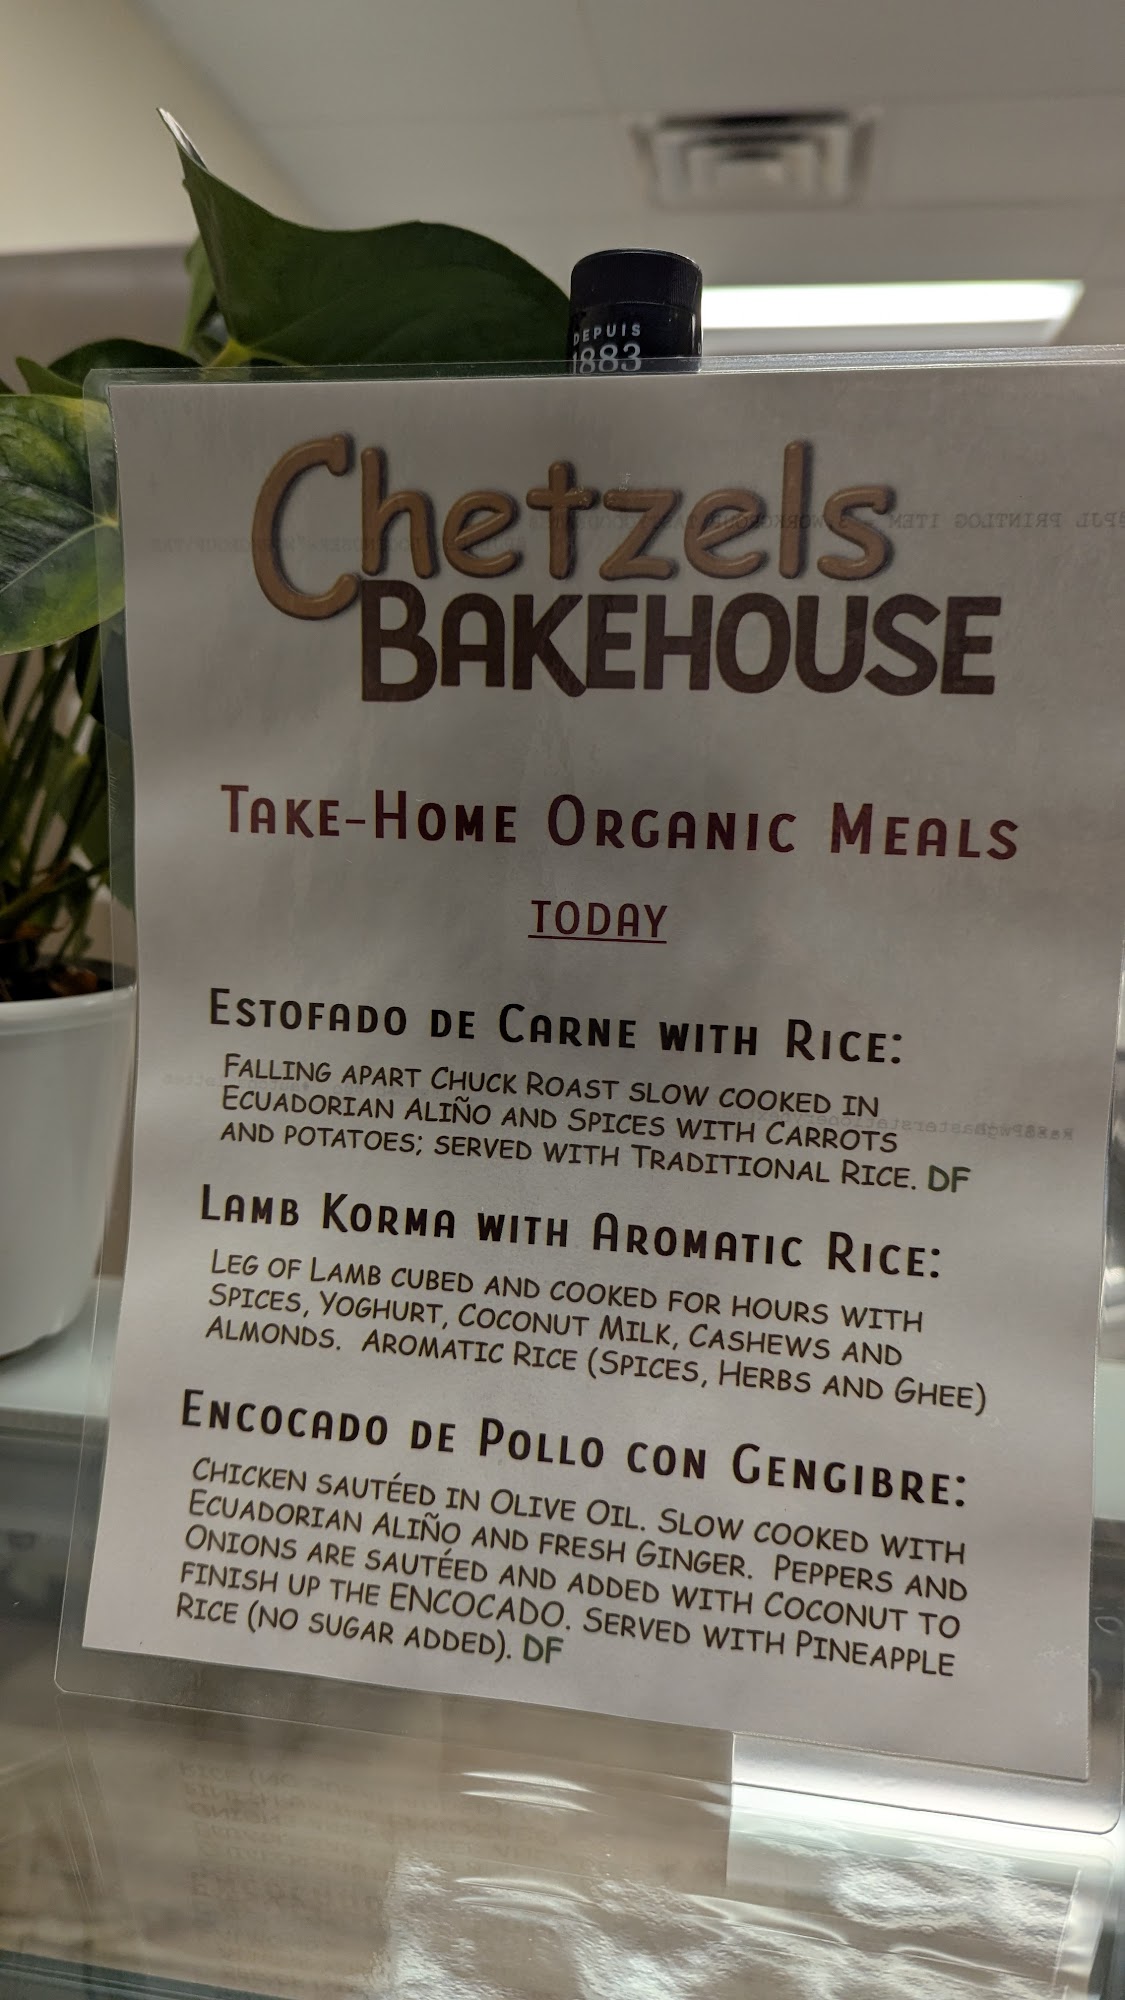 DEPUIS
1883
Chetzels
BAKEHOUSE
TAKE-HOME ORGANIC MEALS
TODAY
ESTOFADO DE CARNE WITH RICE:
FALLING APART CHUCK ROAST SLOW COOKED IN
ECUADORIAN ALIÑO AND SPICES WITH CARROTS
AND POTATOES; SERVED WITH TRADITIONAL RICE. DF
LAMB KORMA WITH AROMATIC RICE:
LEG OF LAMB CUBED AND COOKED FOR HOURS WITH
SPICES, YOGHURT, COCONUT MILK, CASHEWS AND
ALMONDS. AROMATIC RICE (SPICES, HERBS AND GHEE)
ENCOCADO DE POLLO CON GENGIBRE:
CHICKEN SAUTÉED IN OLIVE OIL. SLOW COOKED WITH
ECUADORIAN ALIÑO AND FRESH GINGER. PEPPERS AND
ONIONS ARE SAUTÉED AND ADDED WITH COCONUT TO
FINISH UP THE ENCOCADO. SERVED WITH PINEAPPLE
RICE (NO SUGAR ADDED). DF